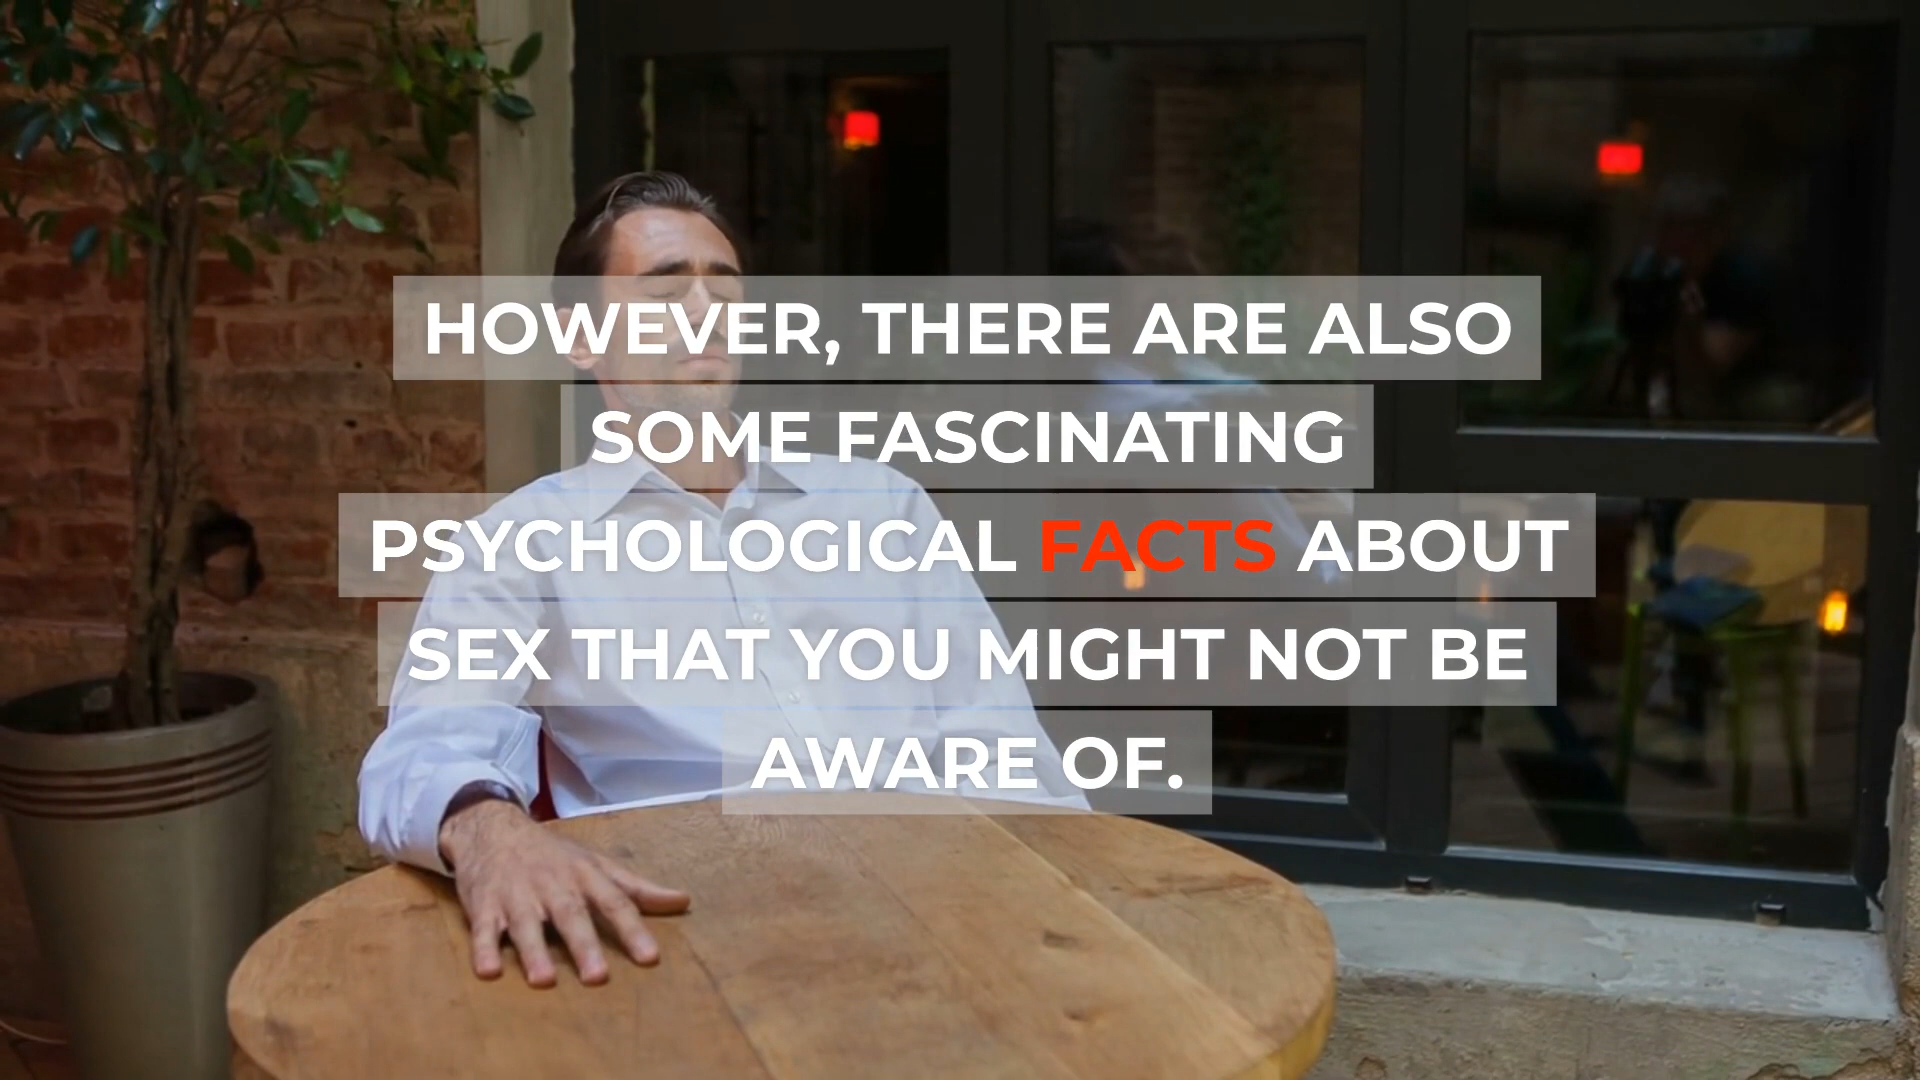 HOWEVER, THERE ARE ALSO
SOME FASCINATING
PSYCHOLOGICAL FACTS ABOUT
SEX THAT YOU MIGHT NOT BE
AWARE OF.